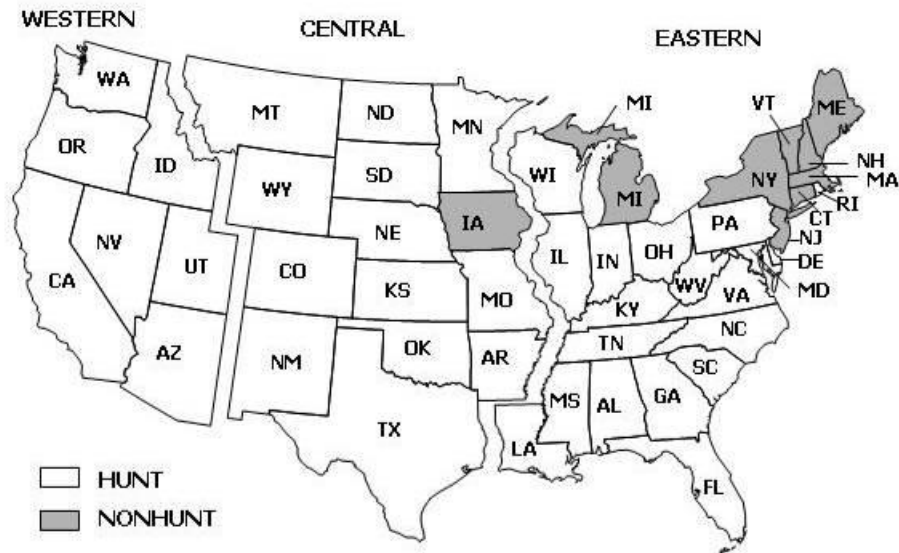 WESTERN
CENTRAL
EASTERN
WA
MT
ND
MN
MI
VT
ME
OR
ID
SD
WI
NH
WY
MI
NY
MA
RI
IA
PA
CT
NV
NE
NJ
UT
CO
IL
IN
OH
DE
CA
KS
MO
WV
VA
MD
KY
AZ
NM
OK
AR
TN
NC
SC
MS
AL
GA
TX
LA
FL
HUNT
NONHUNT